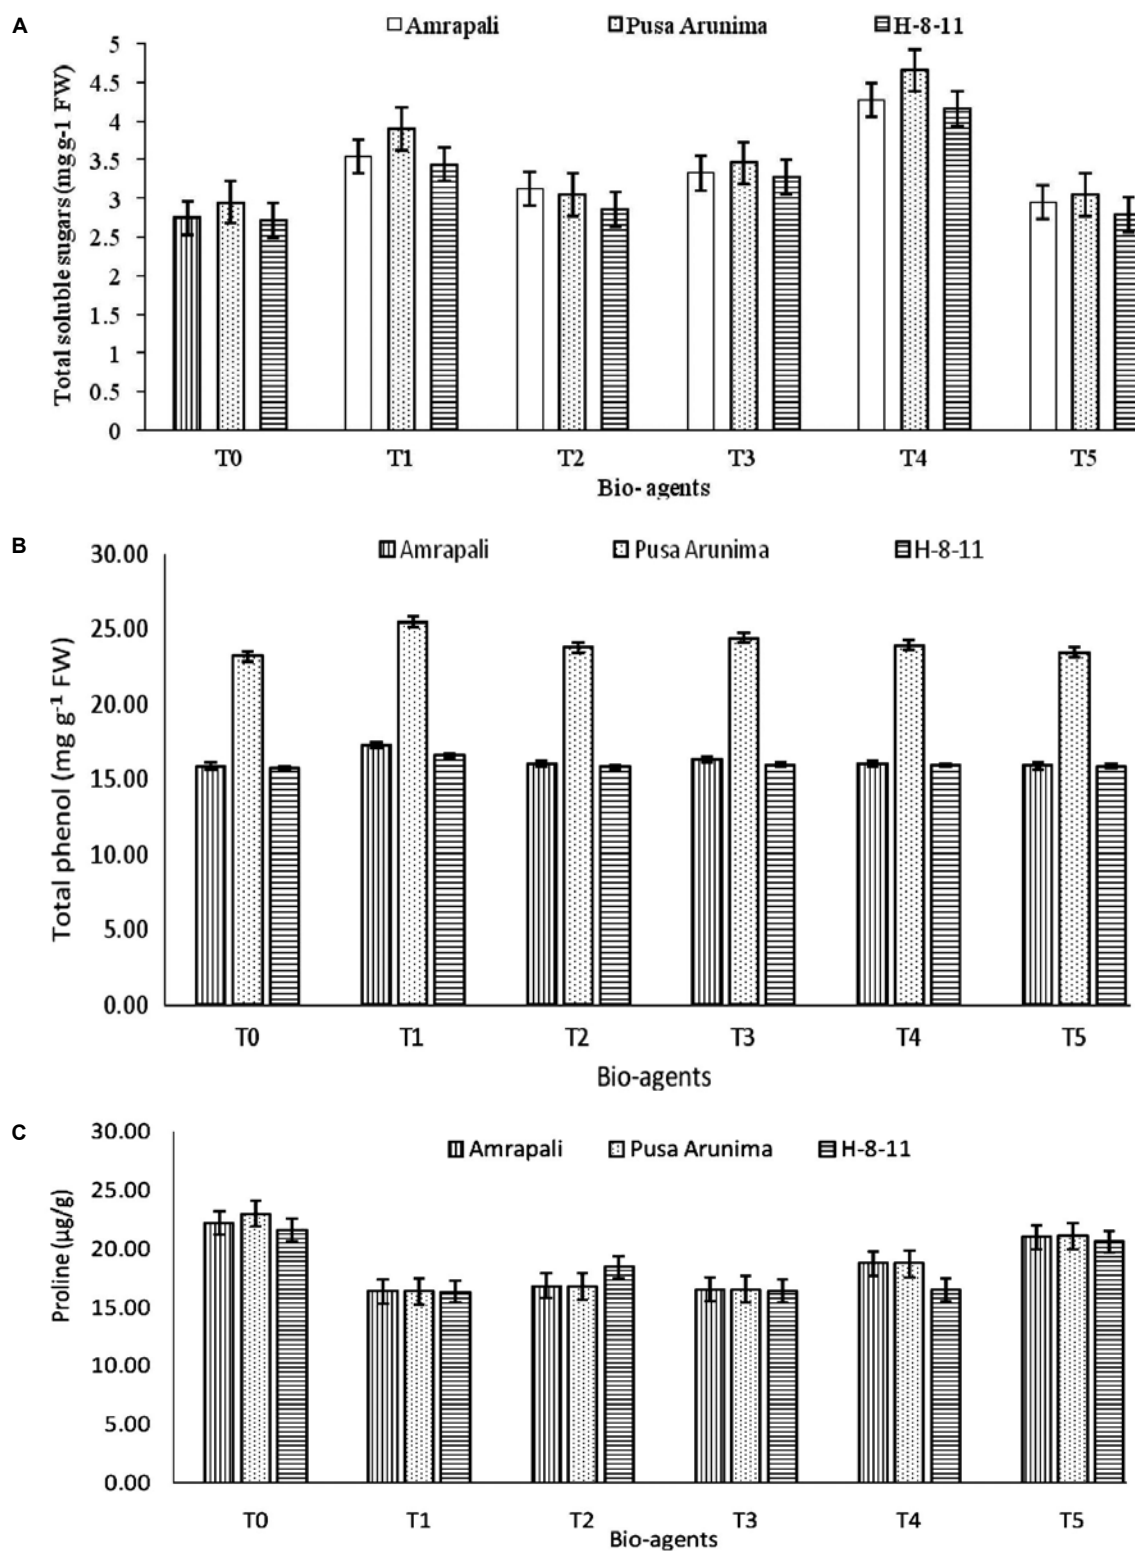 A
Amrapali Pusa Arunima H-8-11
Total soluble sugars (mgg-1 FW)
5
4.5
4
3.5
3
2.5
2
1.5
1
0.5
0
T0 T1 T2 T3 T4 T5
Bio- agents
B
Amrapali Pusa Arunima H-8-11
Total phenol (mg g-1 FW)
30.00
25.00
20.00
15.00
10.00
5.00
0.00
T0 T1 T2 T3 T4 T5
Bio-agents
C
Amrapali Pusa Arunima H-8-11
Proline (µg/g)
30.00
25.00
20.00
15.00
10.00
5.00
0.00
T0 T1 T2 T3 T4 T5
Bio-agents